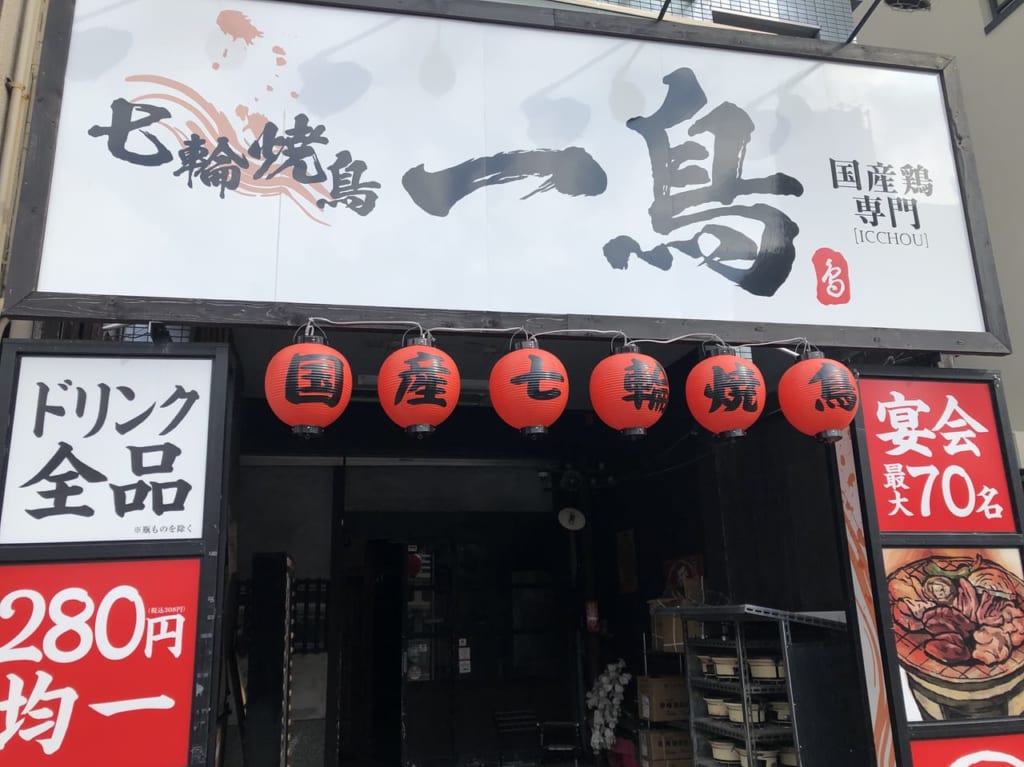 七輪焼鳥
一鳥
国産鶏
専門
[ICCHOU]
国産七輪焼鳥
ドリンク
全品
※瓶ものを除く
280円
(税込308円)
均一
宴会
最大70名